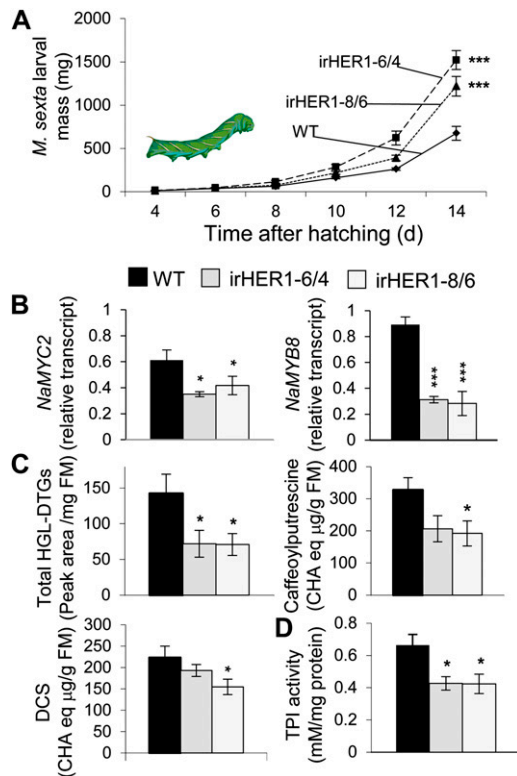 A
M. sexta larval
mass (mg)
2000
1500
1000
500
0
irHER1-6/4
irHER1-8/6
WT
***
***
4 6 8 10 12 14
Time after hatching (d)
WT irHER1-6/4 irHER1-8/6
B
NaMYC2
(relative transcript)
1
0.8
0.6
0.4
0.2
0
* *
NaMYB8
(relative transcript)
1
0.8
0.6
0.4
0.2
0
*** ***
C
Total HGL-DTGs
(Peak area /mg FM)
150
100
50
0
* *
Caffeoylputrescine
(CHA eq µg/g FM)
400
300
200
100
0
*
DCS
(CHA eq µg/g FM)
250
200
150
100
50
0
*
D
TPI activity
(mM/mg protein)
0.8
0.6
0.4
0.2
0
* *